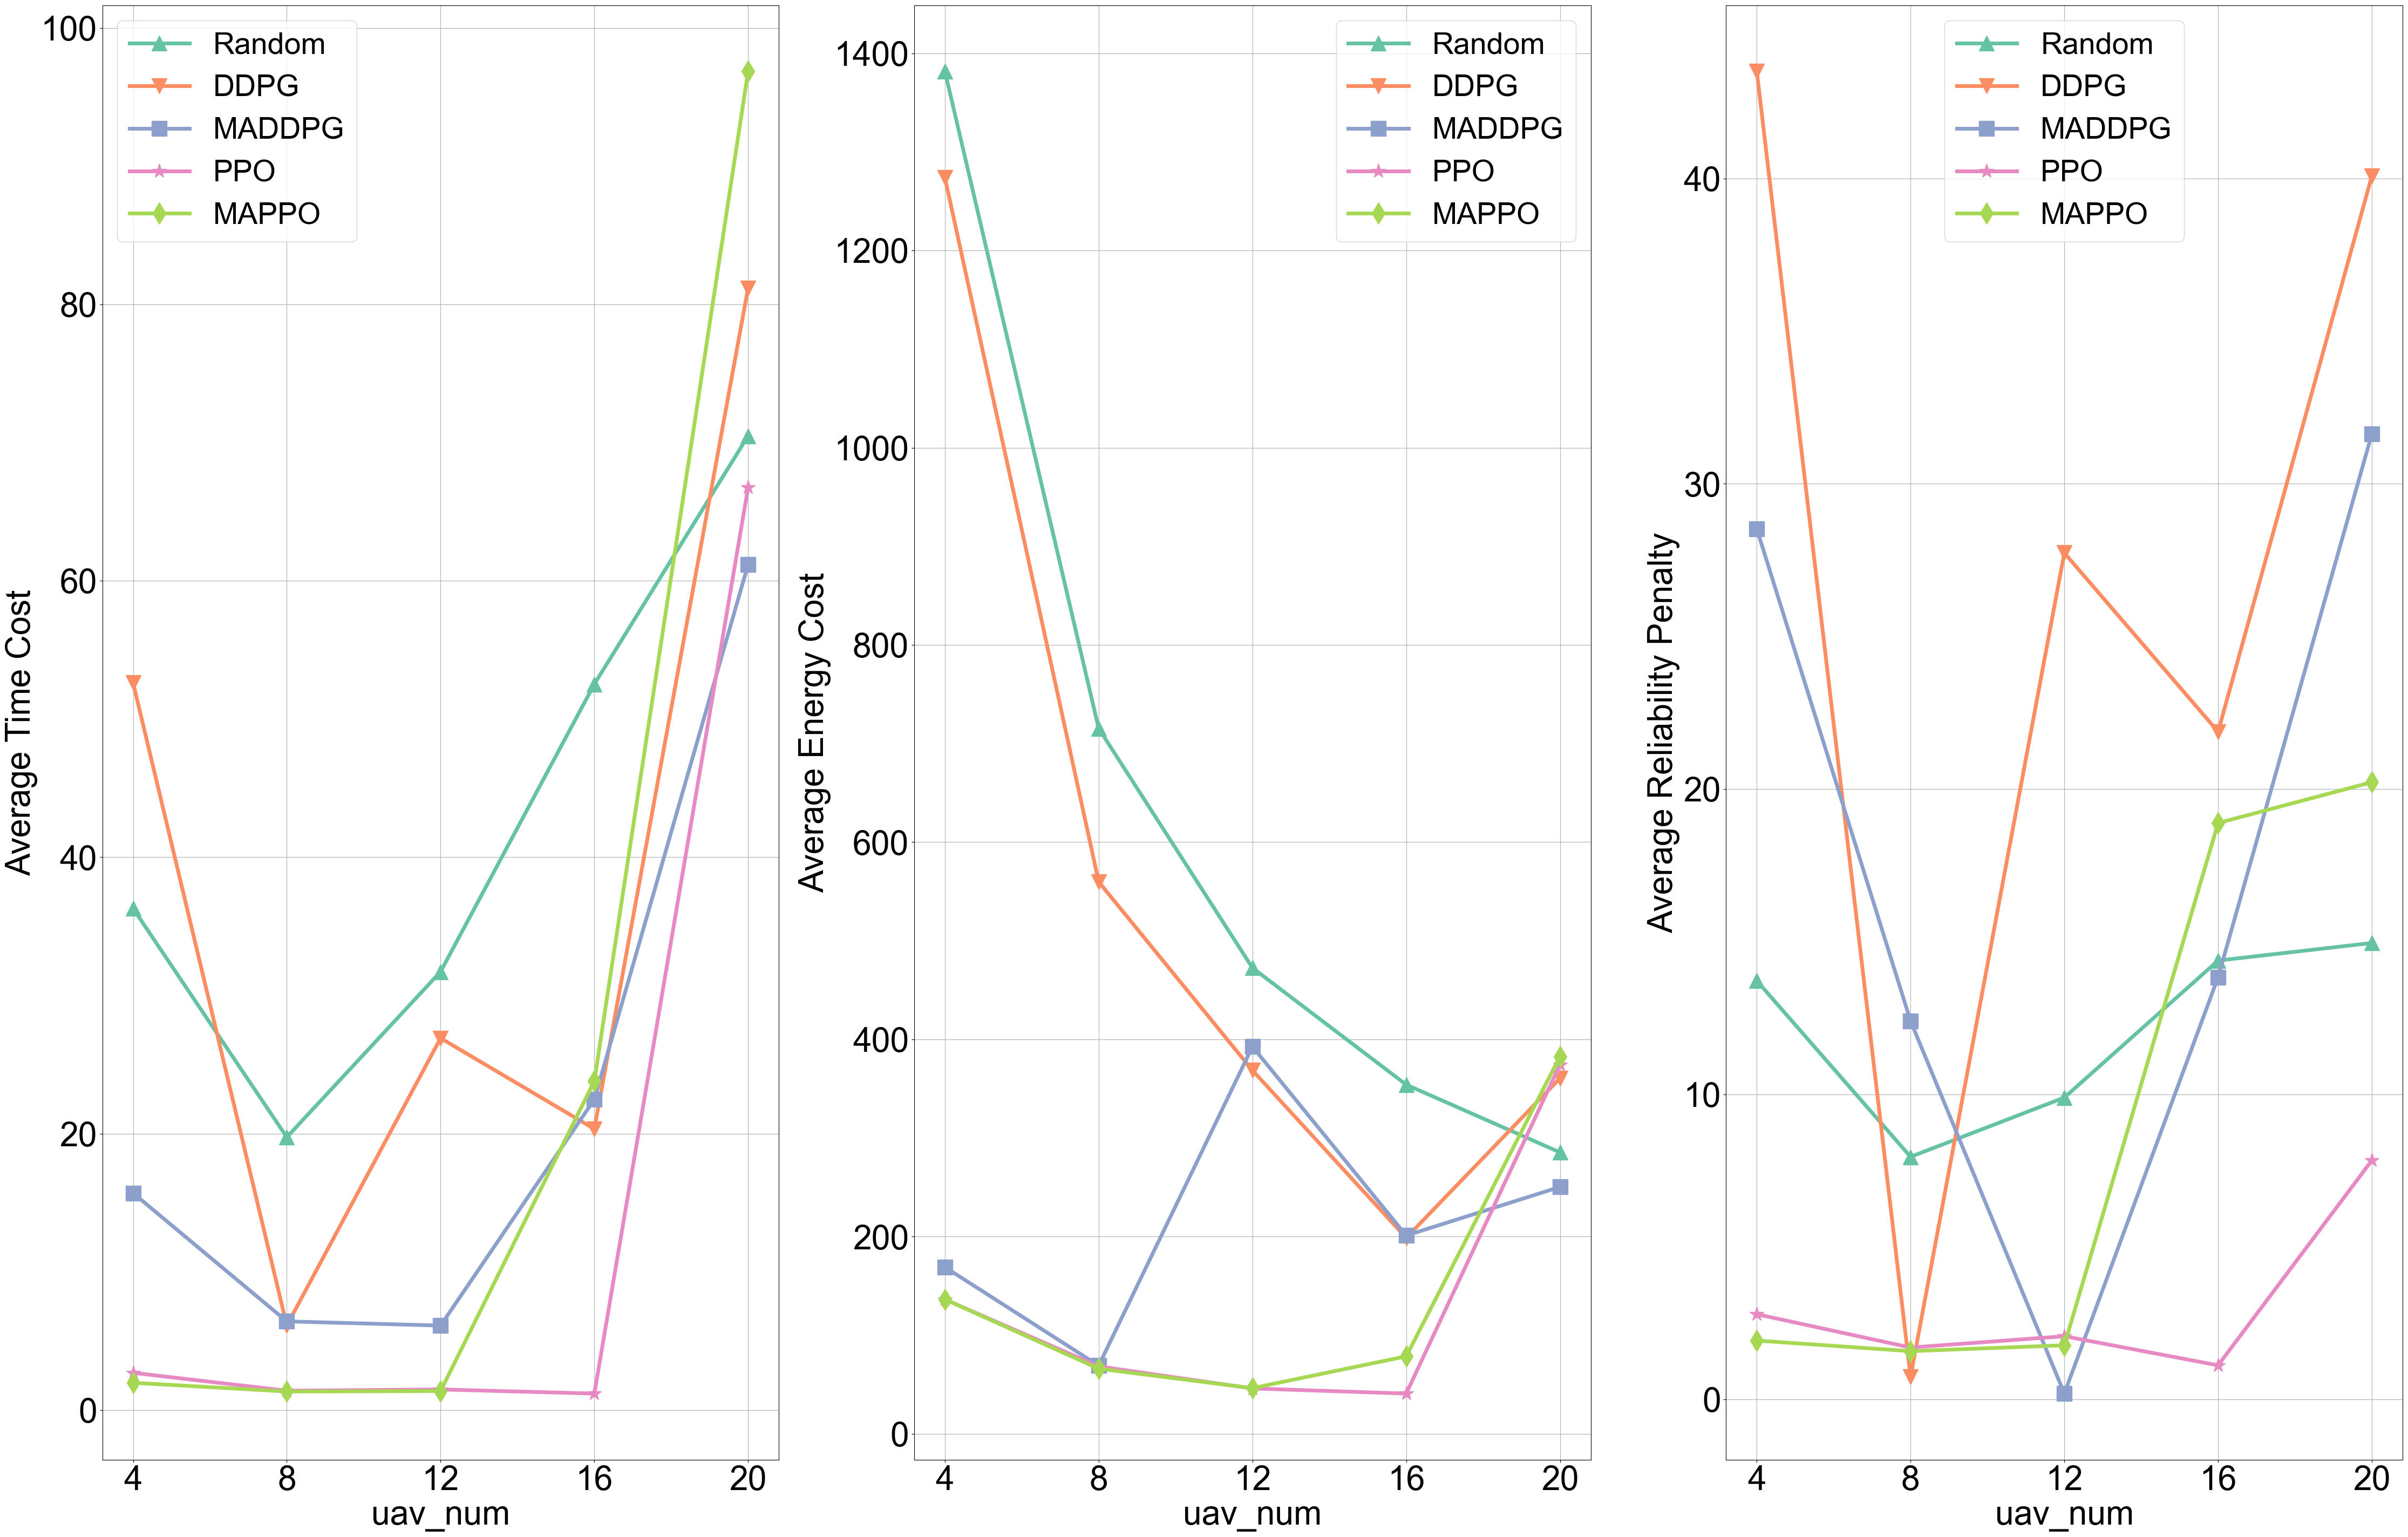 Average Time Cost
100
80
60
40
20
0
Random
DDPG
MADDPG
PPO
MAPPO
4 8 12 16 20
uav_num
Average Energy Cost
1400
1200
1000
800
600
400
200
0
Random
DDPG
MADDPG
PPO
MAPPO
4 8 12 16 20
uav_num
Average Reliability Penalty
40
30
20
10
0
Random
DDPG
MADDPG
PPO
MAPPO
4 8 12 16 20
uav_num